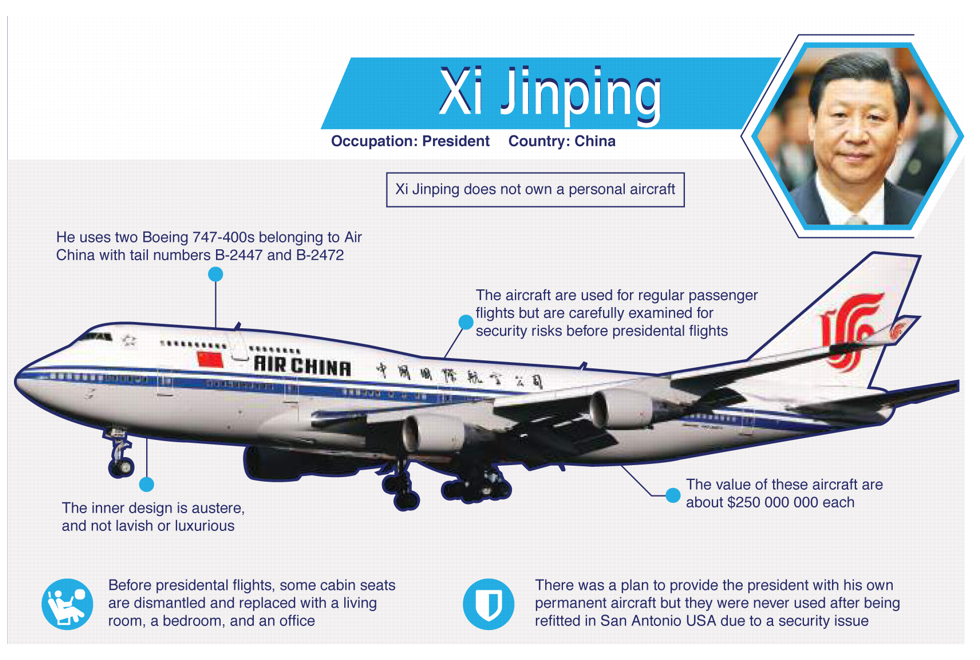 Xi Jinping
Occupation: President Country: China
Xi Jinping does not own a personal aircraft
He uses two Boeing 747-400s belonging to Air
China with tail numbers B-2447 and B-2472
The aircraft are used for regular passenger
flights but are carefully examined for
security risks before presidential flights
AIR CHINA 中国国际航空公司
The inner design is austere,
and not lavish or luxurious
The value of these aircraft are
about $250 000 000 each
Before presidential flights, some cabin seats
are dismantled and replaced with a living
room, a bedroom, and an office
There was a plan to provide the president with his own
permanent aircraft but they were never used after being
refitted in San Antonio USA due to a security issue